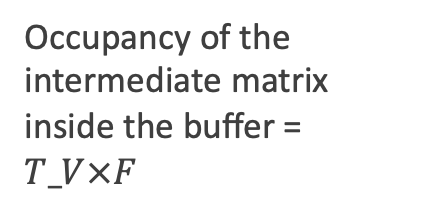 Occupancy of the
intermediate matrix
inside the buffer =
T_V×F